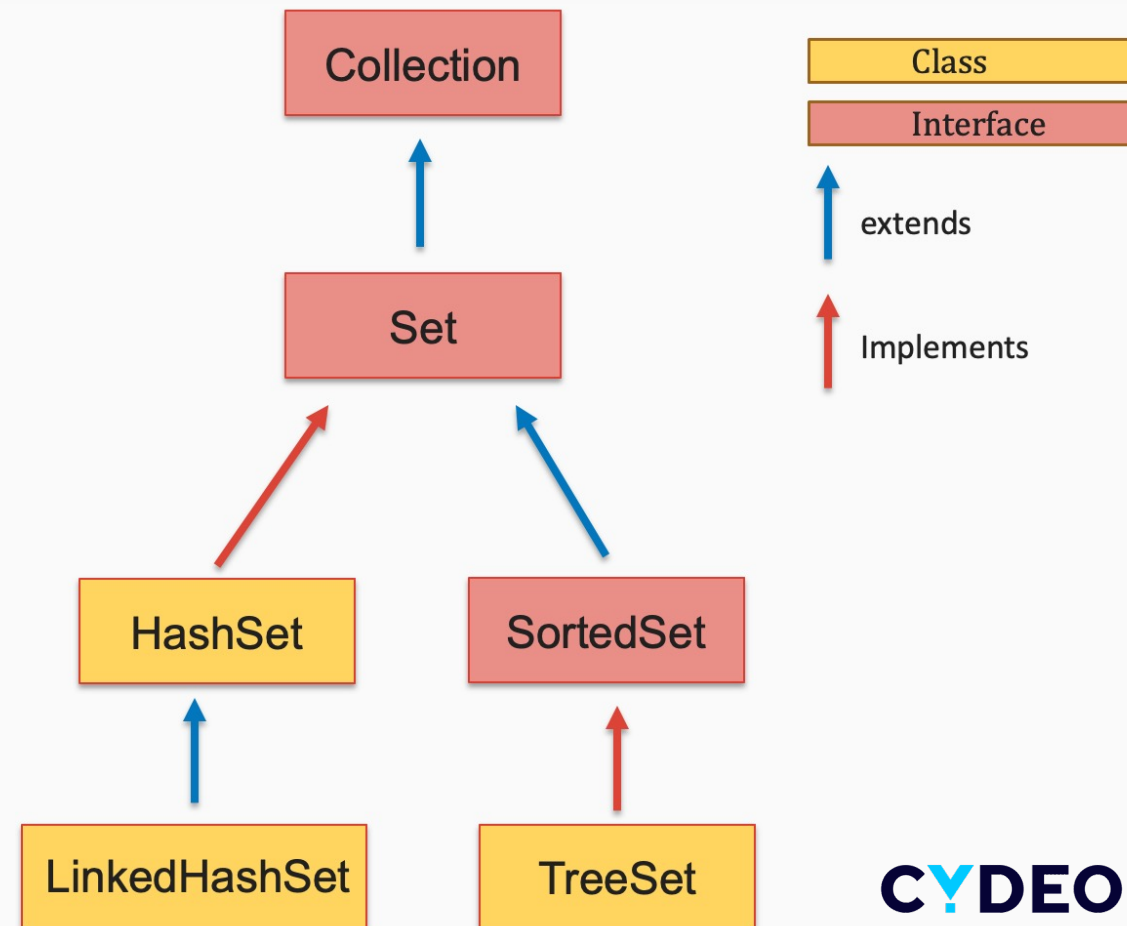 Collection
Class
Interface
extends
Set
Implements
HashSet
SortedSet
LinkedHashSet
TreeSet
CYDEO